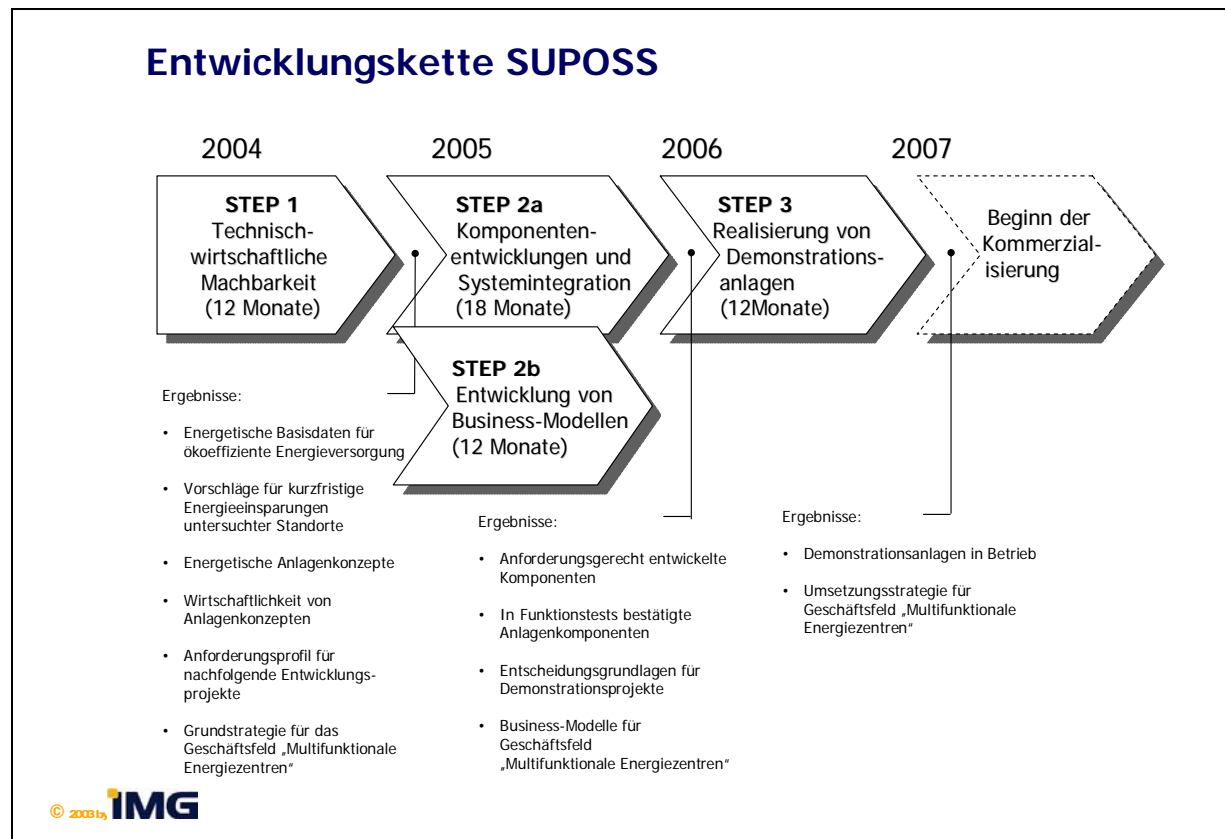 Entwicklungskette SUPOSS
2004
2005
2006
2007
STEP 1
Technisch-
wirtschaftliche
Machbarkeit
(12 Monate)
STEP 2a
Komponenten-
entwicklungen und
Systemintegration
(18 Monate)
STEP 3
Realisierung von
Demonstrations-
anlagen
(12Monate)
Beginn der
Kommerzial-
isierung
STEP 2b
Entwicklung von
Business-Modellen
(12 Monate)
Ergebnisse:
• Energetische Basisdaten für
ökoeffiziente Energieversorgung
• Vorschläge für kurzfristige
Energieeinsparungen
untersuchter Standorte
• Energetische Anlagenkonzepte
• Wirtschaftlichkeit von
Anlagenkonzepten
• Anforderungsprofil für
nachfolgende Entwicklungs-
projekte
• Grundstrategie für das
Geschäftsfeld „Multifunktionale
Energiezentren“
Ergebnisse:
• Anforderungsgerecht entwickelte
Komponenten
• In Funktionstests bestätigte
Anlagenkomponenten
• Entscheidungsgrundlagen für
Demonstrationsprojekte
• Business-Modelle für
Geschäftsfeld
„Multifunktionale Energiezentren“
Ergebnisse:
• Demonstrationsanlagen in Betrieb
• Umsetzungsstrategie für
Geschäftsfeld „Multifunktionale
Energiezentren“
© 2003 by IMG